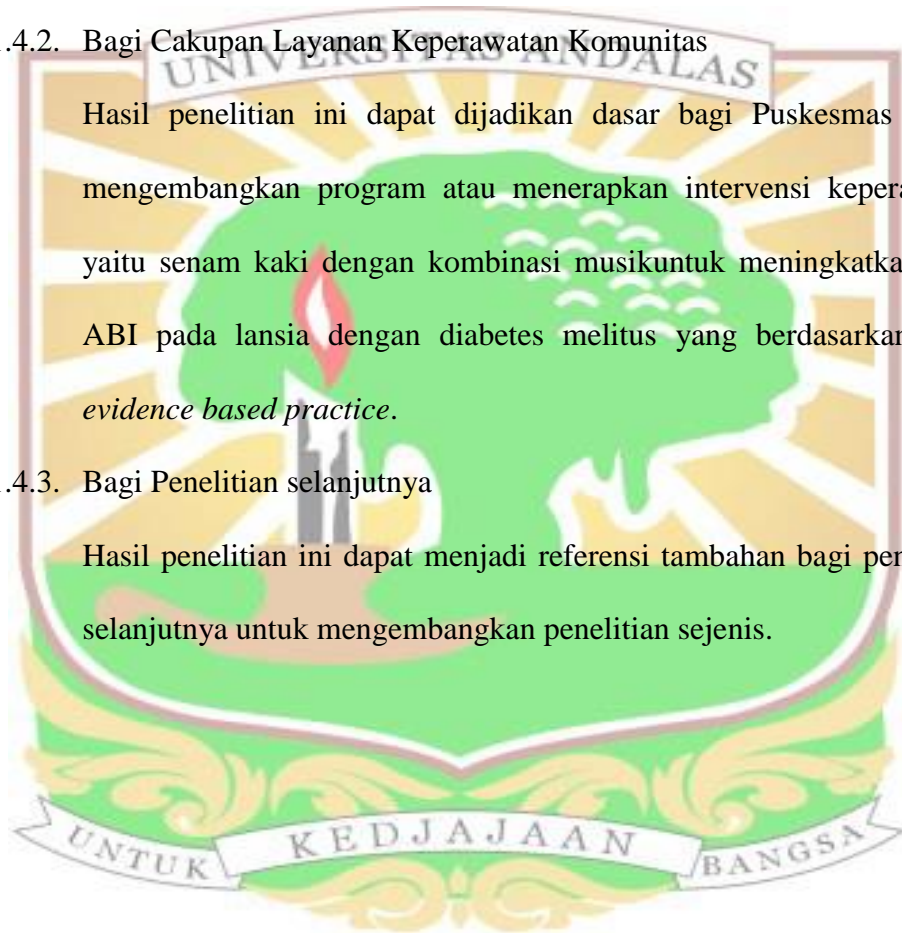 .4.2. Bagi Cakupan Layanan Keperawatan Komunitas
UNIVERSITAS ANDALAS
Hasil penelitian ini dapat dijadikan dasar bagi Puskesmas
mengembangkan program atau menerapkan intervensi kepera
yaitu senam kaki dengan kombinasi musikuntuk meningkatka
ABI pada lansia dengan diabetes melitus yang berdasarkan
evidence based practice.
.4.3. Bagi Penelitian selanjutnya
Hasil penelitian ini dapat menjadi referensi tambahan bagi pe
selanjutnya untuk mengembangkan penelitian sejenis.
UNTUK KEDJAJAAN BANGSA